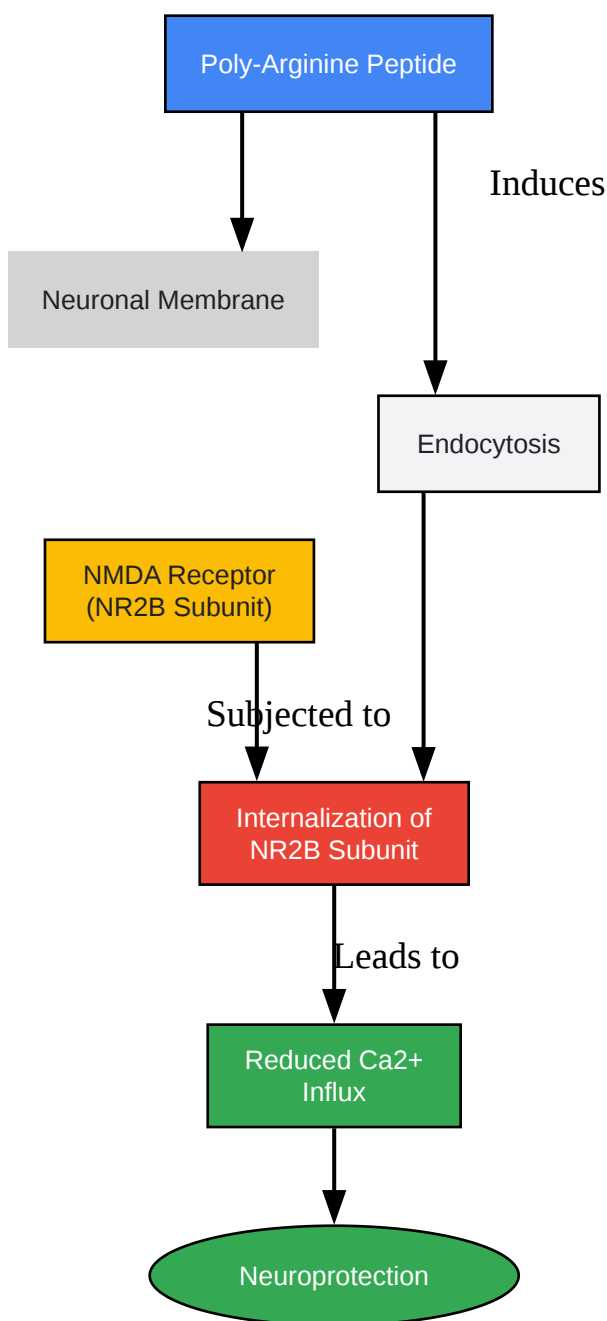 Poly-Arginine Peptide
Induces
Neuronal Membrane
Endocytosis
NMDA Receptor
(NR2B Subunit)
Subjected to
Internalization of
NR2B Subunit
Leads to
Reduced Ca2+
Influx
Neuroprotection